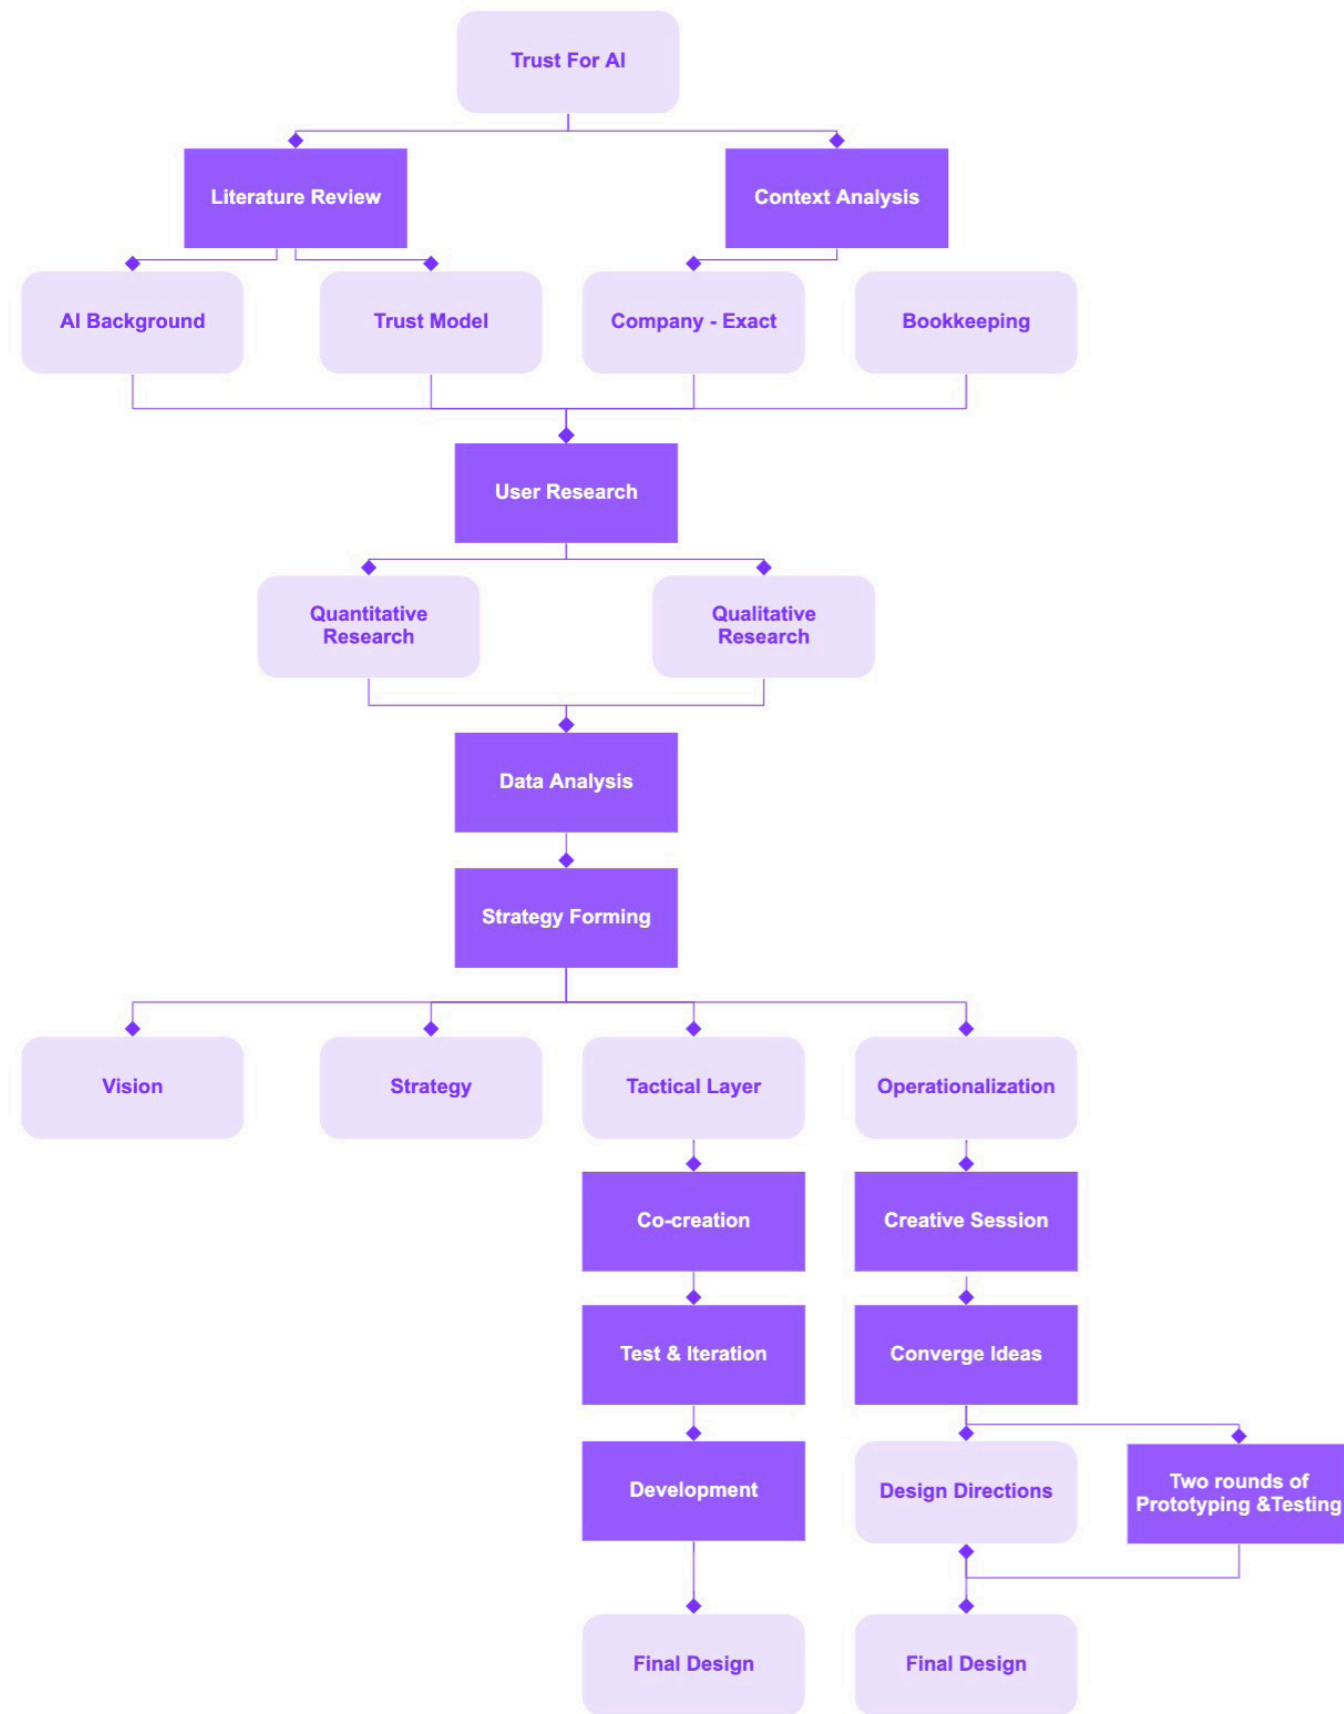 Trust For AI
Literature Review
Context Analysis
AI Background
Trust Model
Company - Exact
Bookkeeping
User Research
Quantitative
Research
Qualitative
Research
Data Analysis
Strategy Forming
Vision
Strategy
Tactical Layer
Operationalization
Co-creation
Creative Session
Test & Iteration
Converge Ideas
Development
Design Directions
Two rounds of
Prototyping &Testing
Final Design
Final Design